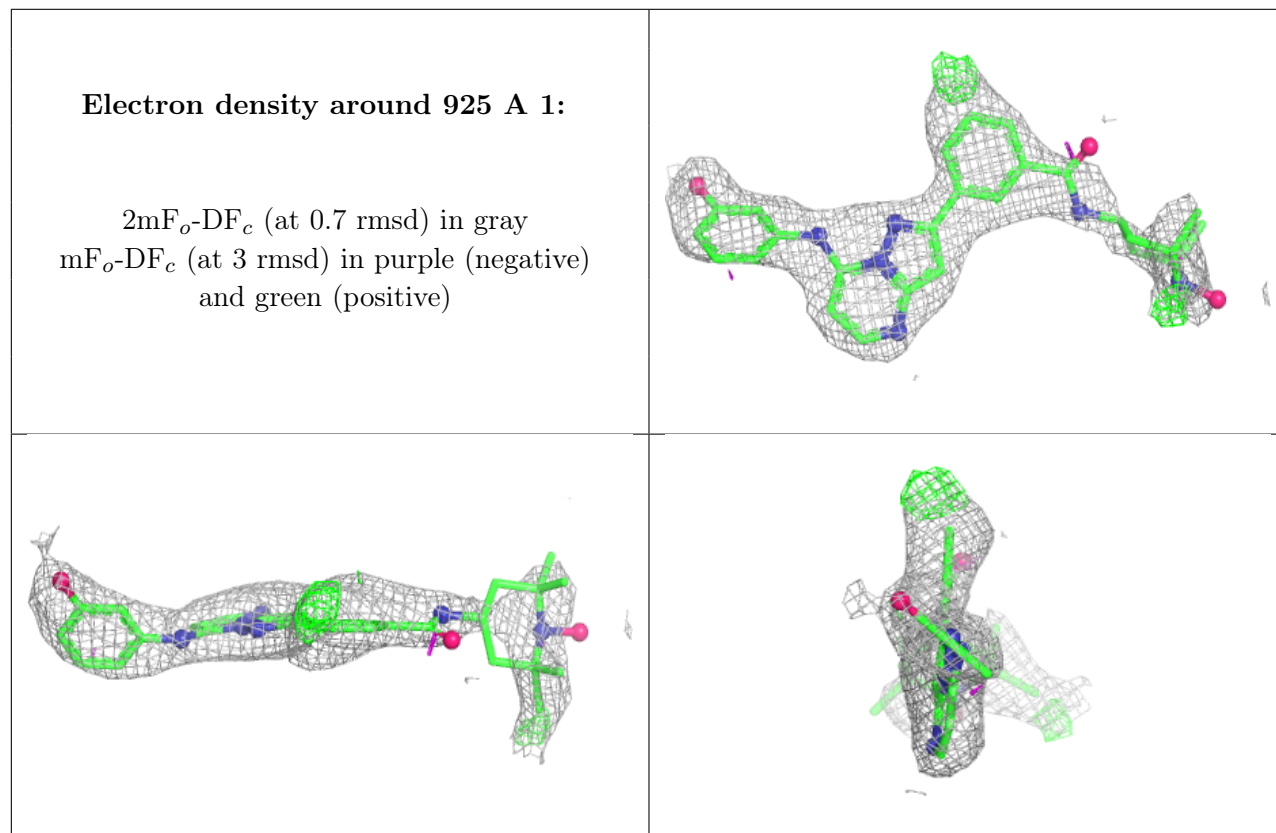 Electron density around 925 A 1:
2mFo-DFc (at 0.7 rmsd) in gray
mFo-DFc (at 3 rmsd) in purple (negative)
and green (positive)